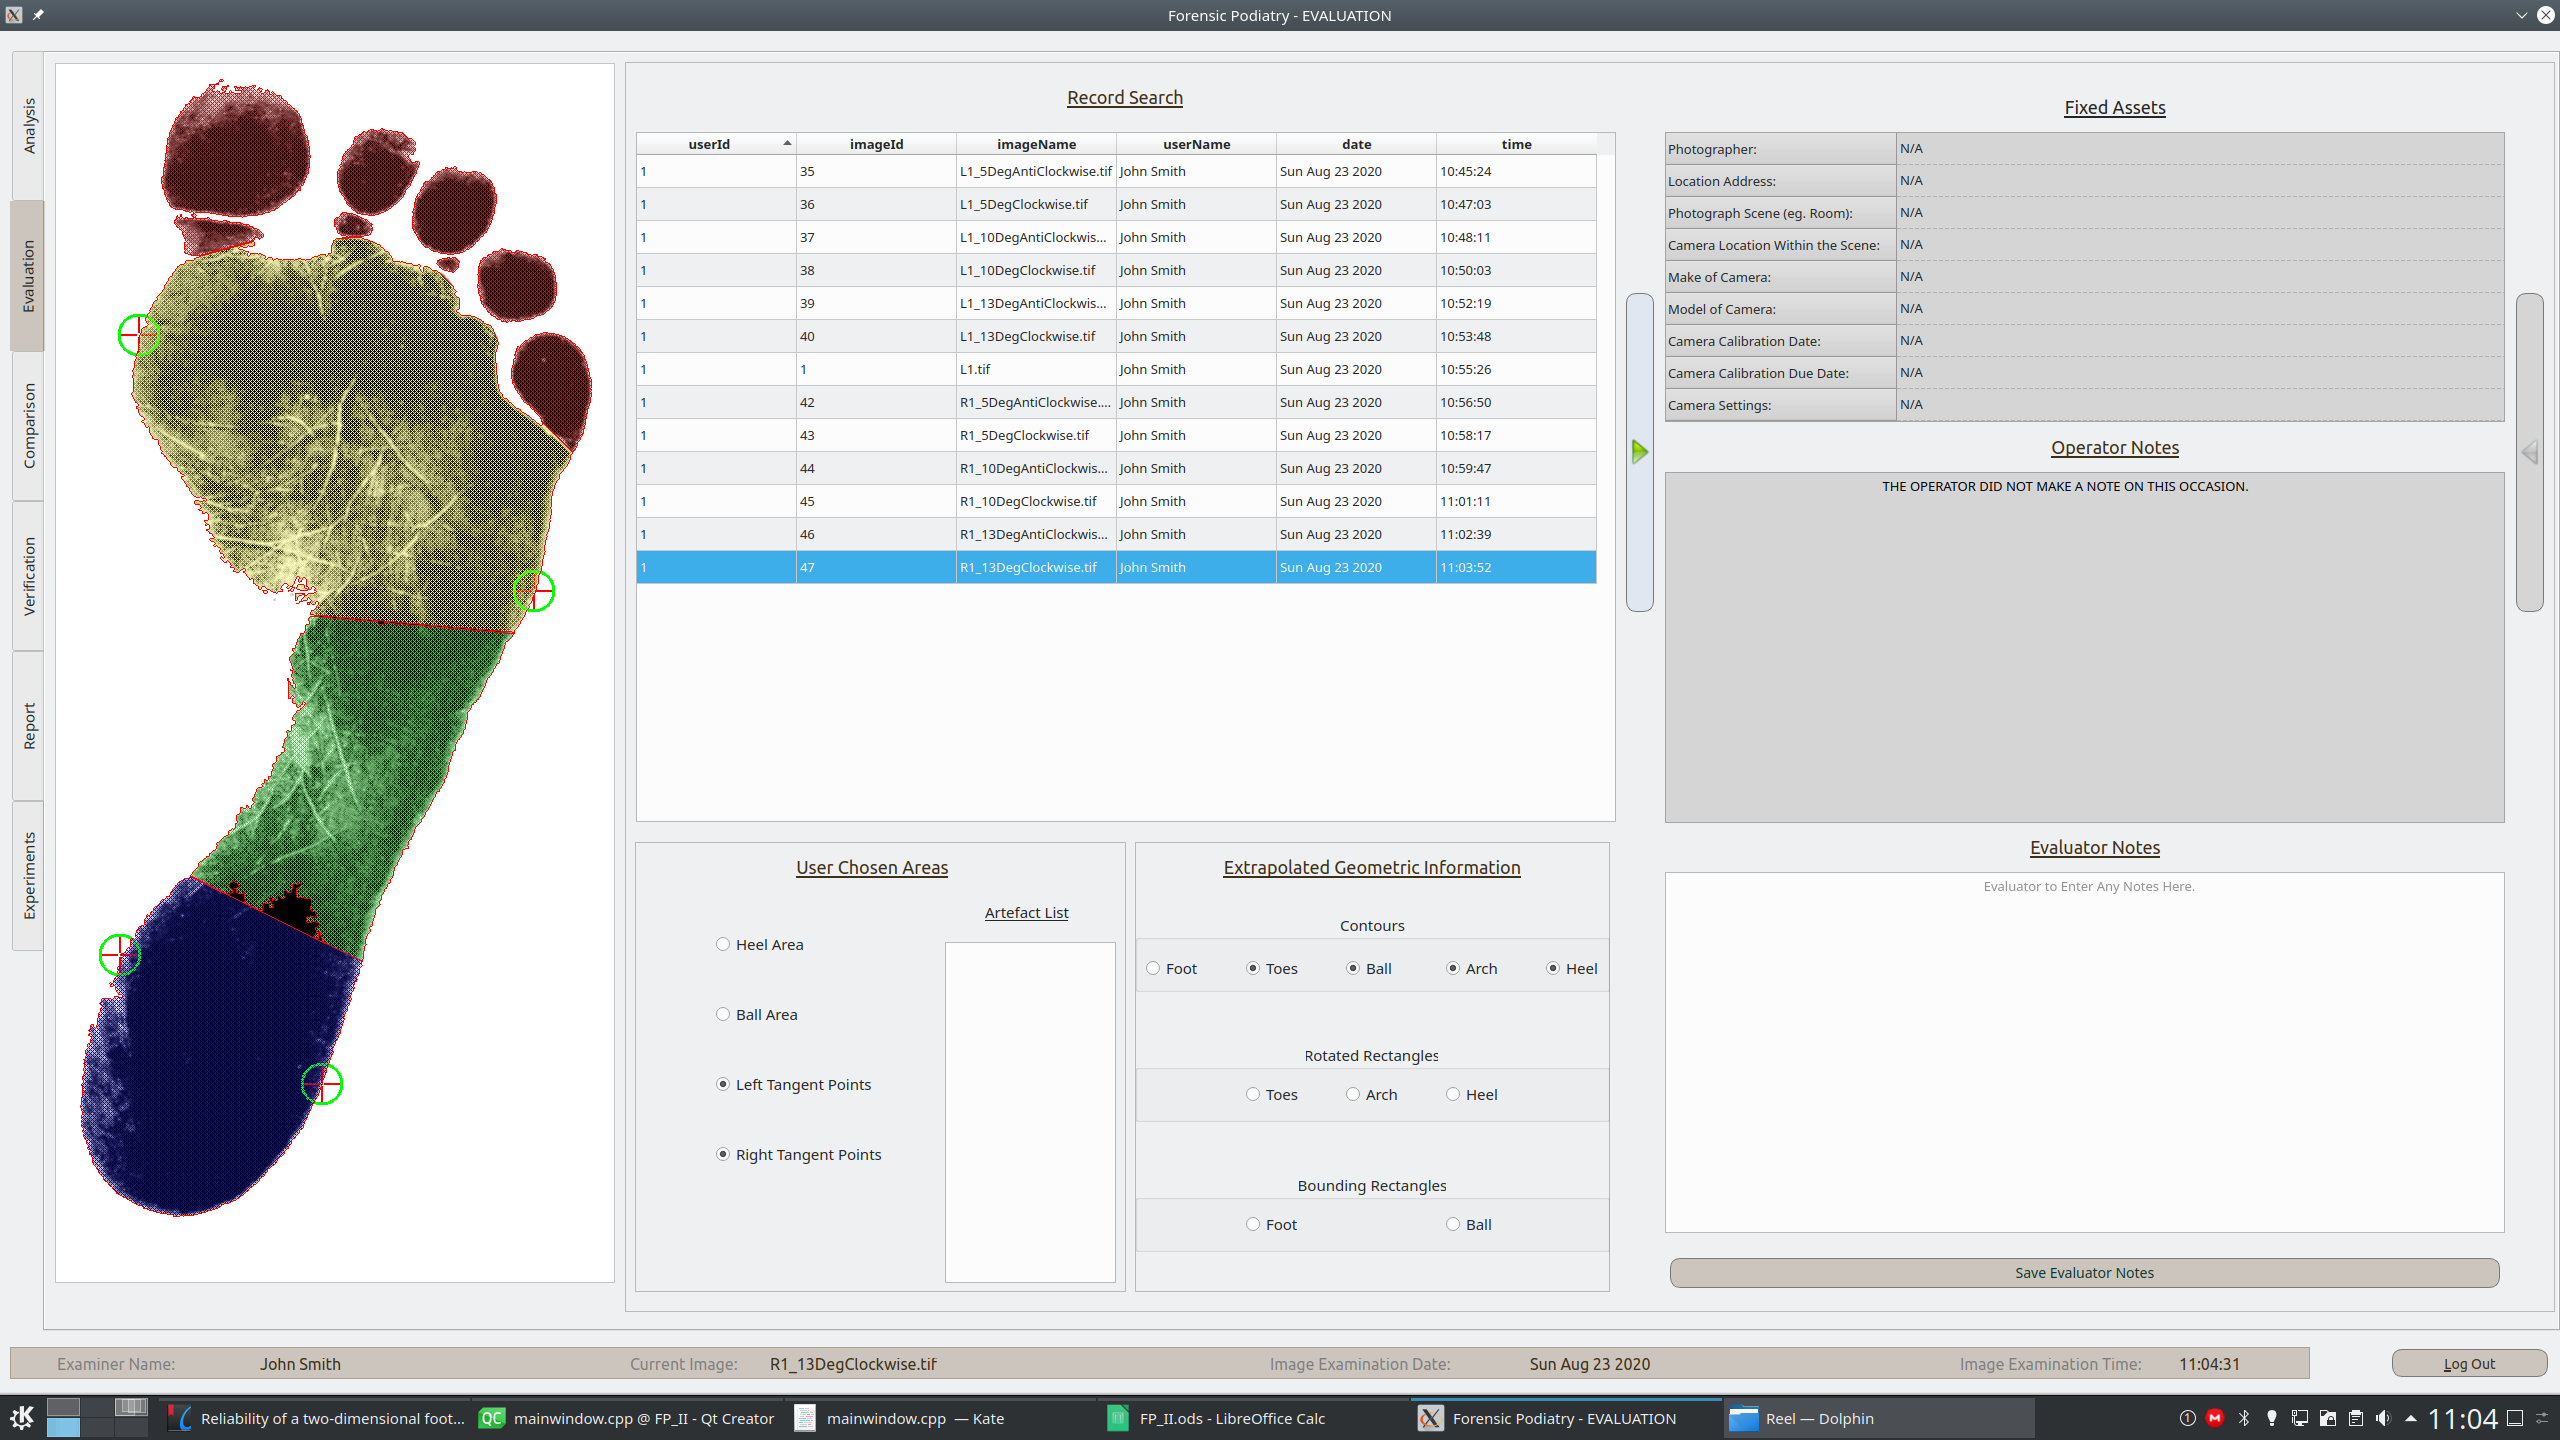 Forensic Podiatry - EVALUATION
Analysis
Evaluation
Comparison
Verification
Report
Experiments
Record Search
userId imageId imageName userName date time
1 35 L1_5DegAntiClockwise.tif John Smith Sun Aug 23 2020 10:45:24
1 36 L1_5DegClockwise.tif John Smith Sun Aug 23 2020 10:47:03
1 37 L1_10DegAntiClockwis... John Smith Sun Aug 23 2020 10:48:11
1 38 L1_10DegClockwise.tif John Smith Sun Aug 23 2020 10:50:03
1 39 L1_13DegAntiClockwis... John Smith Sun Aug 23 2020 10:52:19
1 40 L1_13DegClockwise.tif John Smith Sun Aug 23 2020 10:53:48
1 1 L1.tif John Smith Sun Aug 23 2020 10:55:26
1 42 R1_5DegAntiClockwise.... John Smith Sun Aug 23 2020 10:56:50
1 43 R1_5DegClockwise.tif John Smith Sun Aug 23 2020 10:58:17
1 44 R1_10DegAntiClockwis... John Smith Sun Aug 23 2020 10:59:47
1 45 R1_10DegClockwise.tif John Smith Sun Aug 23 2020 11:01:11
1 46 R1_13DegAntiClockwis... John Smith Sun Aug 23 2020 11:02:39
1 47 R1_13DegClockwise.tif John Smith Sun Aug 23 2020 11:03:52
User Chosen Areas
Artefact List
Heel Area
Ball Area
Left Tangent Points
Right Tangent Points
Extrapolated Geometric Information
Contours
Foot Toes Ball Arch Heel
Rotated Rectangles
Toes Arch Heel
Bounding Rectangles
Foot Ball
Fixed Assets
Photographer: N/A
Location Address: N/A
Photograph Scene (eg. Room): N/A
Camera Location Within the Scene: N/A
Make of Camera: N/A
Model of Camera: N/A
Camera Calibration Date: N/A
Camera Calibration Due Date: N/A
Camera Settings: N/A
Operator Notes
THE OPERATOR DID NOT MAKE A NOTE ON THIS OCCASION.
Evaluator Notes
Evaluator to Enter Any Notes Here.
Save Evaluator Notes
Examiner Name: John Smith Current Image: R1_13DegClockwise.tif Image Examination Date: Sun Aug 23 2020 Image Examination Time: 11:04:31 Log Out
Reliability of a two-dimensional foot... QC mainwindow.cpp @ FP_II - Qt Creator mainwindow.cpp — Kate FP_II.ods - LibreOffice Calc Forensic Podiatry - EVALUATION Reel — Dolphin 1 M 11:04